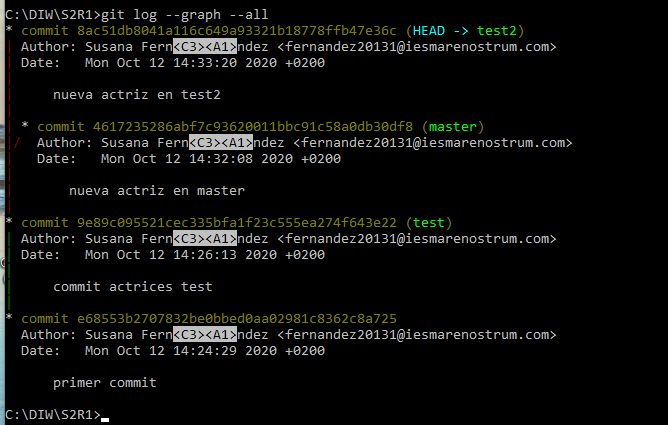 C:\DIW\S2R1>git log --graph --all
* commit 8ac51db8041a116c649a93321b18778ffb47e36c (HEAD -> test2)
| Author: Susana Fern<C3><A1>ndez <fernandez20131@iesmarenostrum.com>
| Date:   Mon Oct 12 14:33:20 2020 +0200
|
|     nueva actriz en test2
|
| * commit 4617235286abf7c93620011bbc91c58a0db30df8 (master)
|/  Author: Susana Fern<C3><A1>ndez <fernandez20131@iesmarenostrum.com>
|   Date:   Mon Oct 12 14:32:08 2020 +0200
|
|       nueva actriz en master
|
* commit 9e89c095521cec335bfa1f23c555ea274f643e22 (test)
| Author: Susana Fern<C3><A1>ndez <fernandez20131@iesmarenostrum.com>
| Date:   Mon Oct 12 14:26:13 2020 +0200
|
|     commit actrices test
|
* commit e68553b2707832be0bbed0aa02981c8362c8a725
  Author: Susana Fern<C3><A1>ndez <fernandez20131@iesmarenostrum.com>
  Date:   Mon Oct 12 14:24:29 2020 +0200

      primer commit

C:\DIW\S2R1>